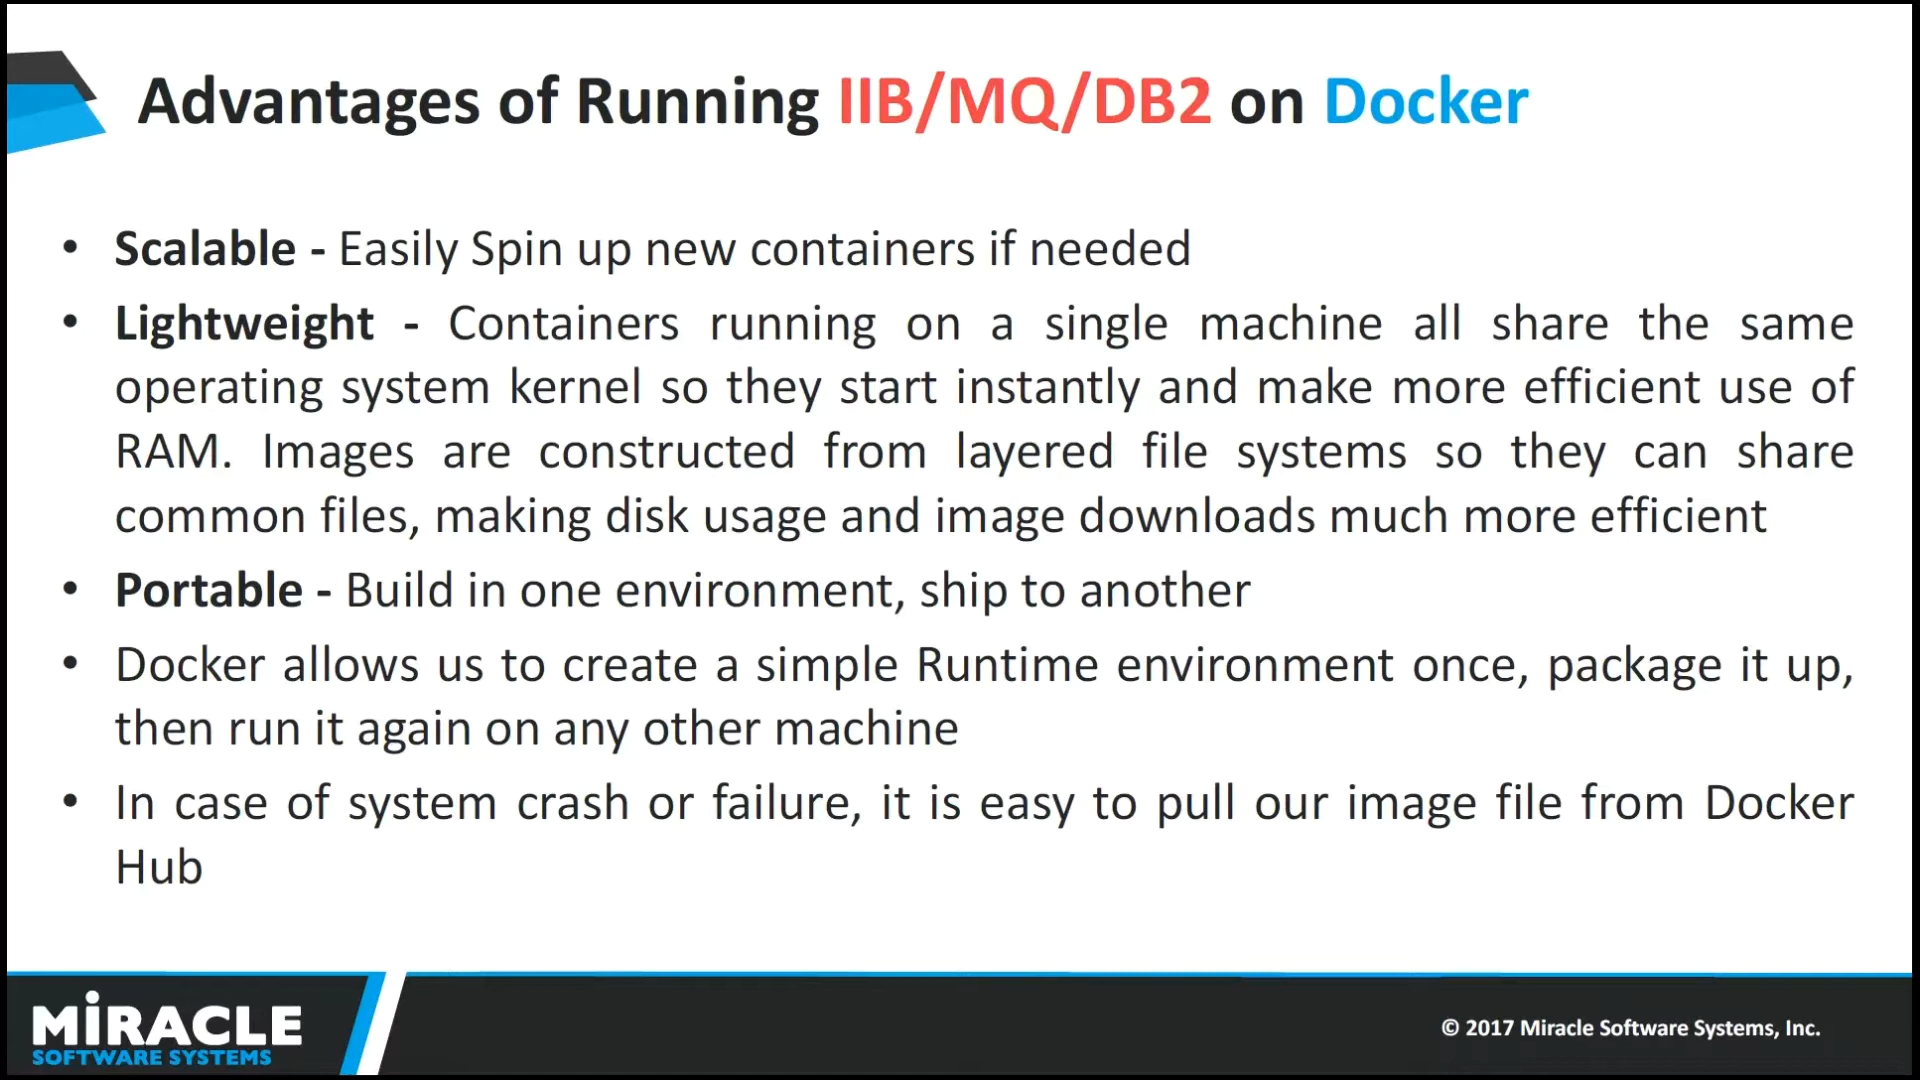 Advantages of Running IIB/MQ/DB2 on Docker
• Scalable - Easily Spin up new containers if needed
• Lightweight - Containers running on a single machine all share the same
operating system kernel so they start instantly and make more efficient use of
RAM. Images are constructed from layered file systems so they can share
common files, making disk usage and image downloads much more efficient
• Portable - Build in one environment, ship to another
• Docker allows us to create a simple Runtime environment once, package it up,
then run it again on any other machine
• In case of system crash or failure, it is easy to pull our image file from Docker
Hub
MiRACLE
SOFTWARE SYSTEMS
© 2017 Miracle Software Systems, Inc.